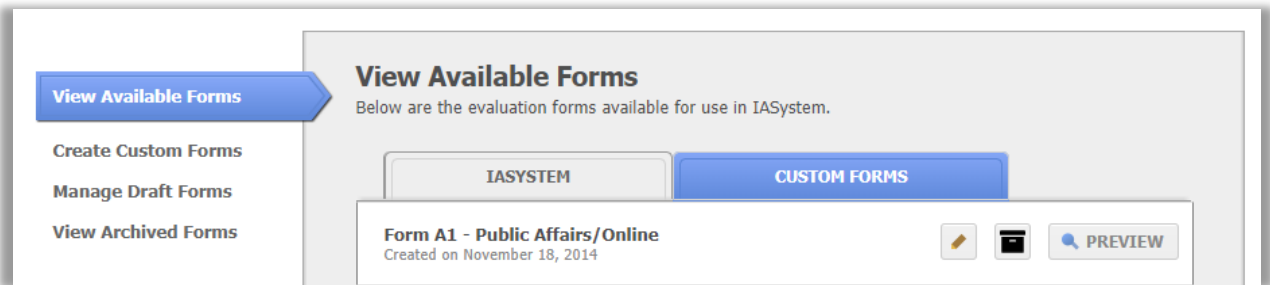 View Available Forms
Create Custom Forms
Manage Draft Forms
View Archived Forms
View Available Forms
Below are the evaluation forms available for use in IASystem.
IASYSTEM
CUSTOM FORMS
Form A1 - Public Affairs/Online
Created on November 18, 2014
PREVIEW